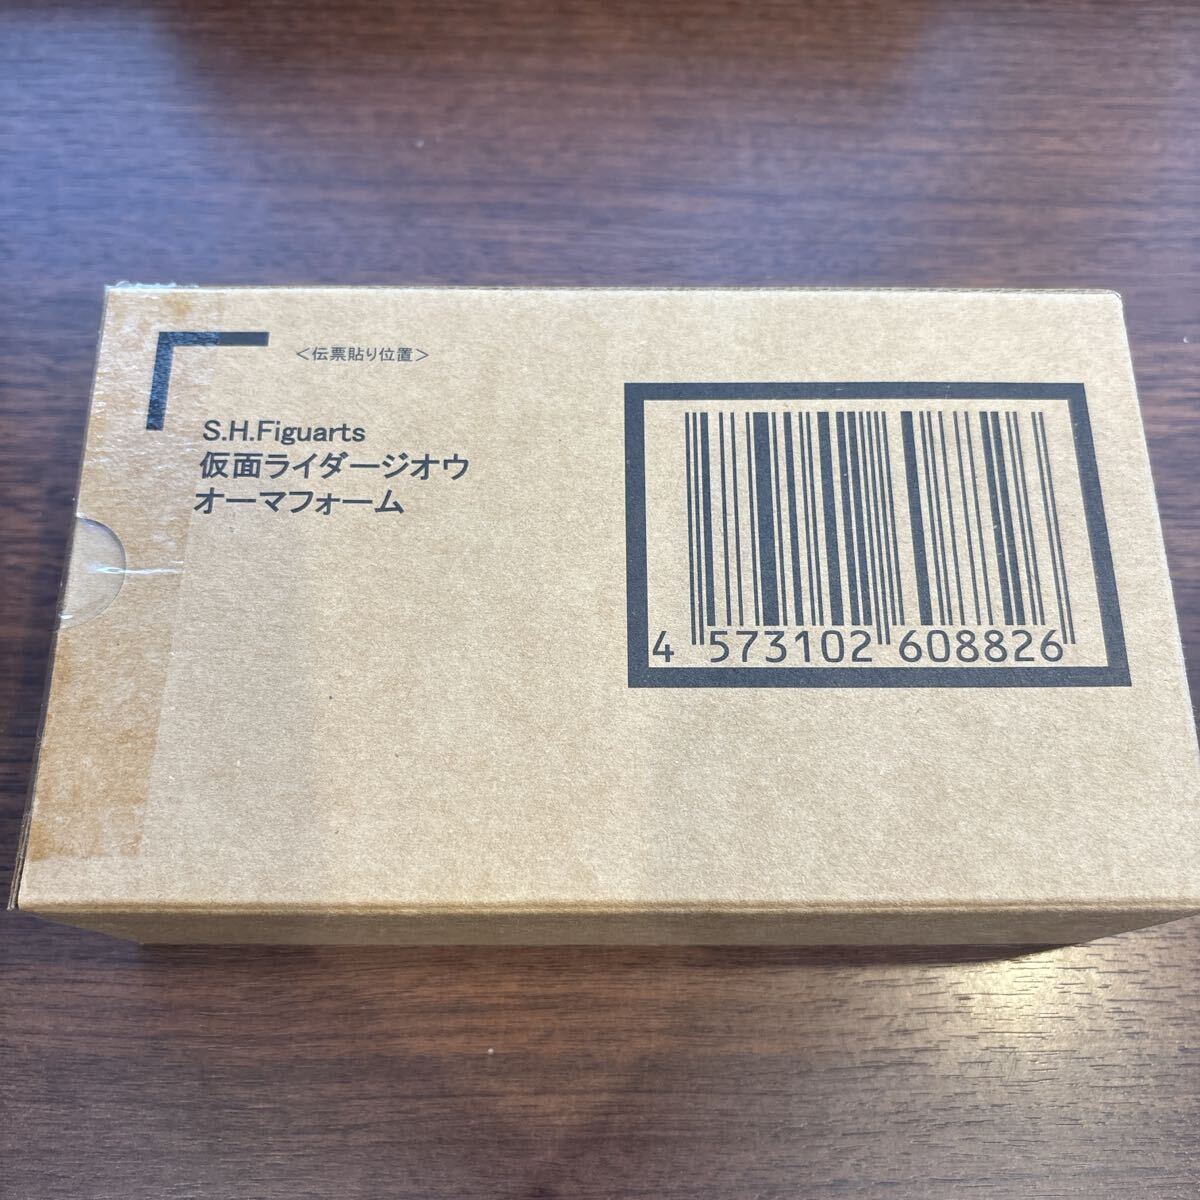 <伝票貼り位置>
S.H.Figuarts
仮面ライダージオウ
オーマフォーム
4 573102 608826